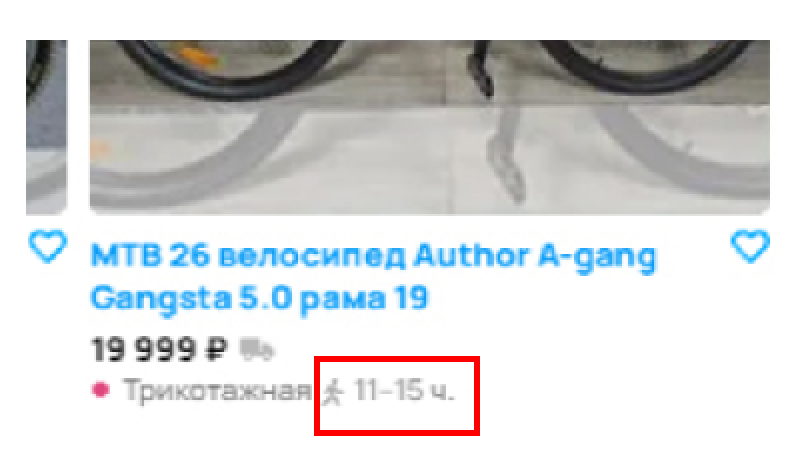 МТВ 26 велосипед Author A-gang
Gangsta 5.0 рама 19
19 999 ₽
Трикотажная 11–15 ч.